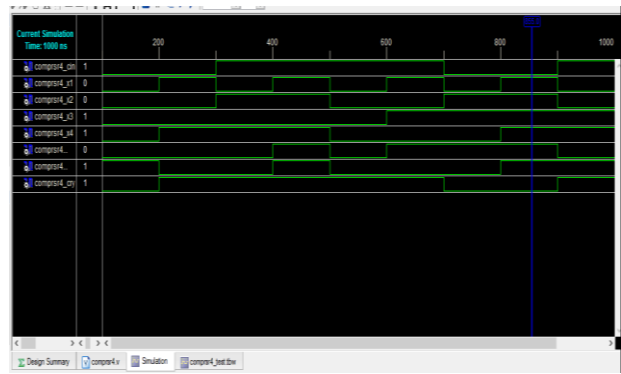 Current Simulation
Time: 1000 ns
200 400 600 800 1000
comprsr4_cin 1
comprsr4_x1 0
comprsr4_x2 0
comprsr4_x3 1
comprsr4_x4 1
comprsr4... 0
comprsr4... 1
comprsr4_cry 1
Design Summary comprsr4.v Simulation comprsr4_test.tbw